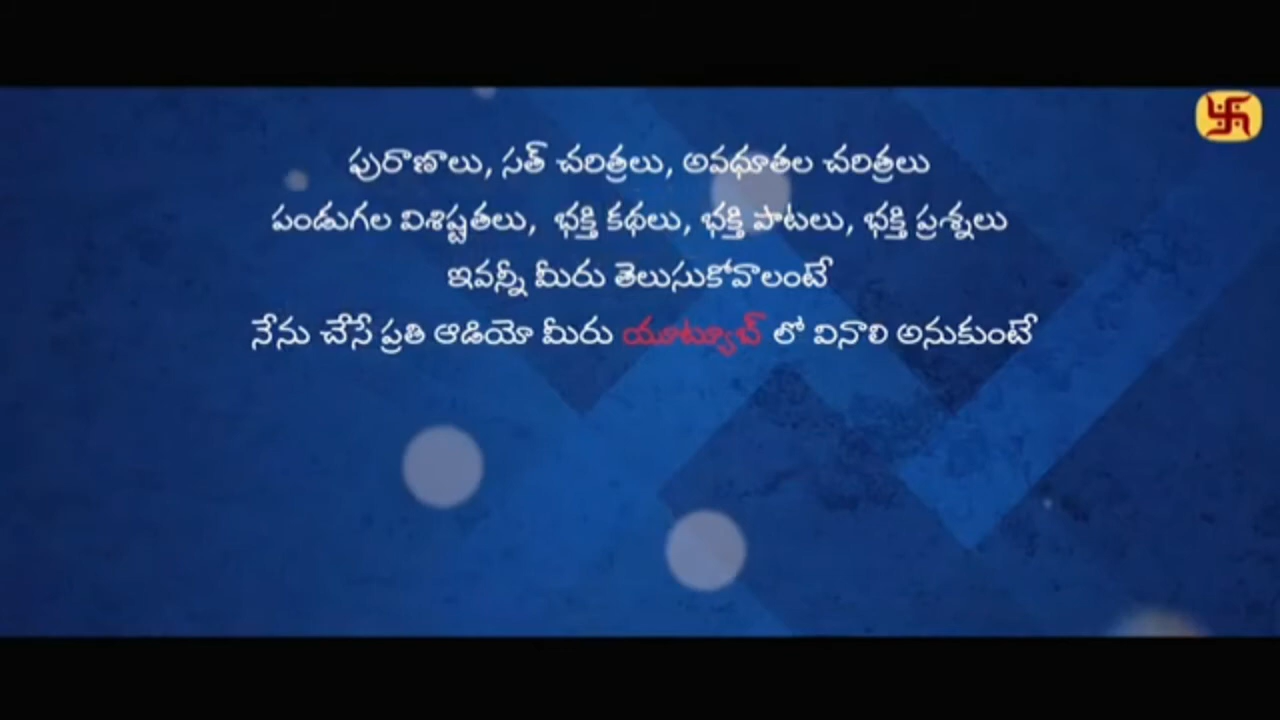 పురాణాలు, సత్ చరిత్రలు, అవధూతల చరిత్రలు
పండుగల విశిష్టతలు, భక్తి కథలు, భక్తి పాటలు, భక్తి ప్రశ్నలు
ఇవన్నీ మీరు తెలుసుకోవాలంటే
నేను చేసే ప్రతి ఆడియో మీరు యూట్యూబ్ లో వినాలి అనుకుంటే